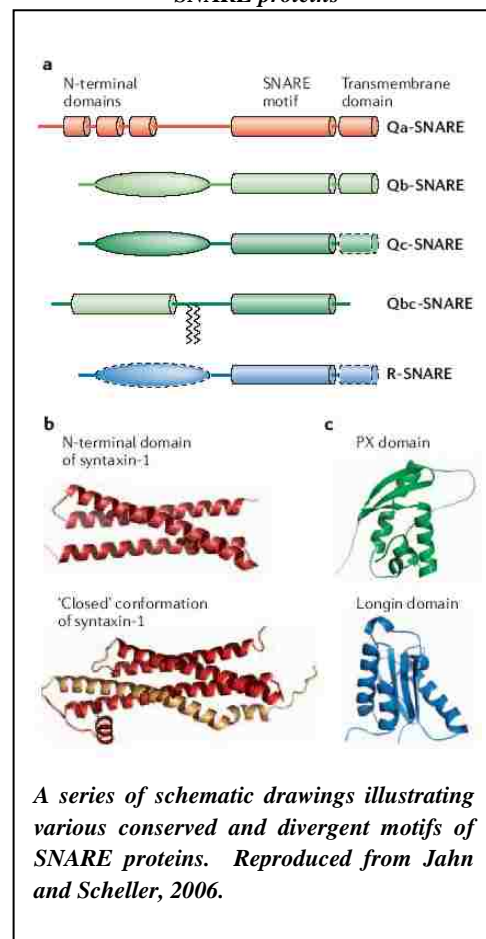 SNARE proteins
a
N-terminal
domains
SNARE
motif
Transmembrane
domain
Qa-SNARE
Qb-SNARE
Qc-SNARE
Qbc-SNARE
R-SNARE
b
N-terminal domain
of syntaxin-1
c
PX domain
'Closed' conformation
of syntaxin-1
Longin domain
A series of schematic drawings illustrating
various conserved and divergent motifs of
SNARE proteins. Reproduced from Jahn
and Scheller, 2006.